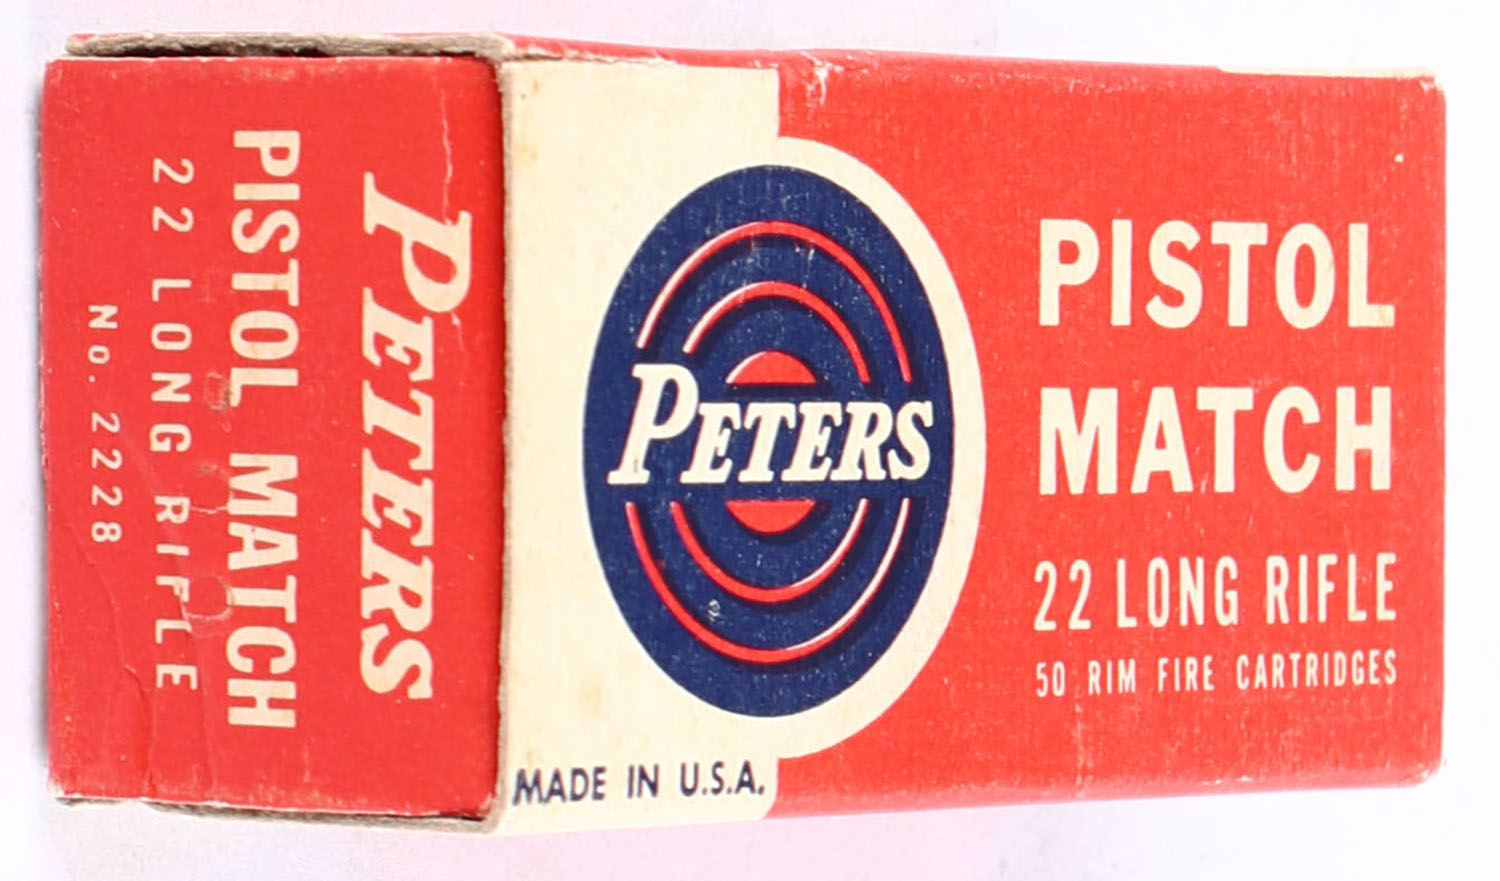 PETERS
PISTOL MATCH
22 LONG RIFLE
No. 2228
PETERS
MADE IN U.S.A.
PISTOL
MATCH
22 LONG RIFLE
50 RIM FIRE CARTRIDGES